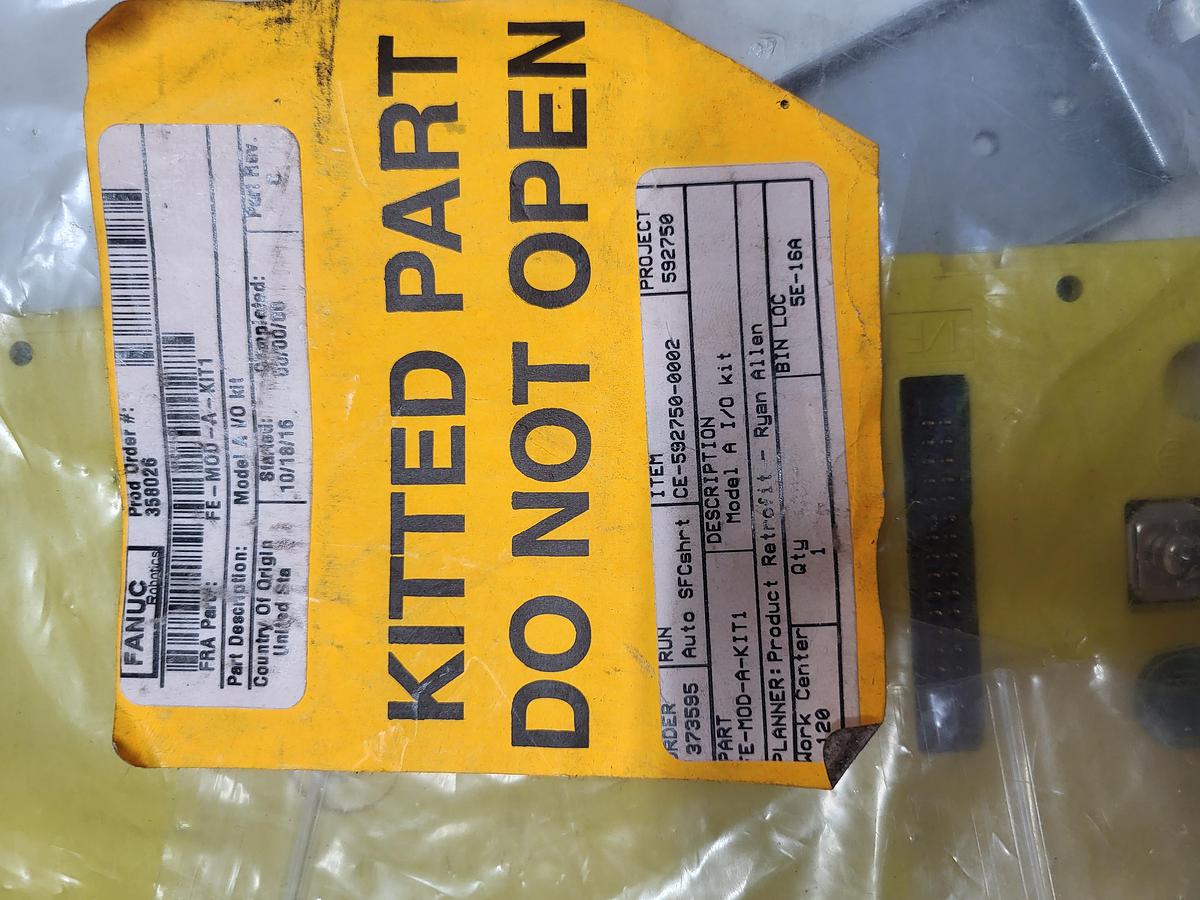 FANUC
Robotics
Prod Order #:
358026
FRA Part: FE-MOD-A-KIT1
Part Description: Model A I/O kit
Part Rev.
C
Country Of Origin Started: Completed:
United Sta 10/18/16 00/00/00
KITTED PART
DO NOT OPEN
RDER RUN ITEM PROJECT
373595 Auto SFCshrt CE-592750-0002 592750
PART DESCRIPTION
E-MOD-A-KIT1 Model A I/O kit
PLANNER: Product Retrofit - Ryan Allen
Work Center Qty BIN LOC
120 1 5E-16A